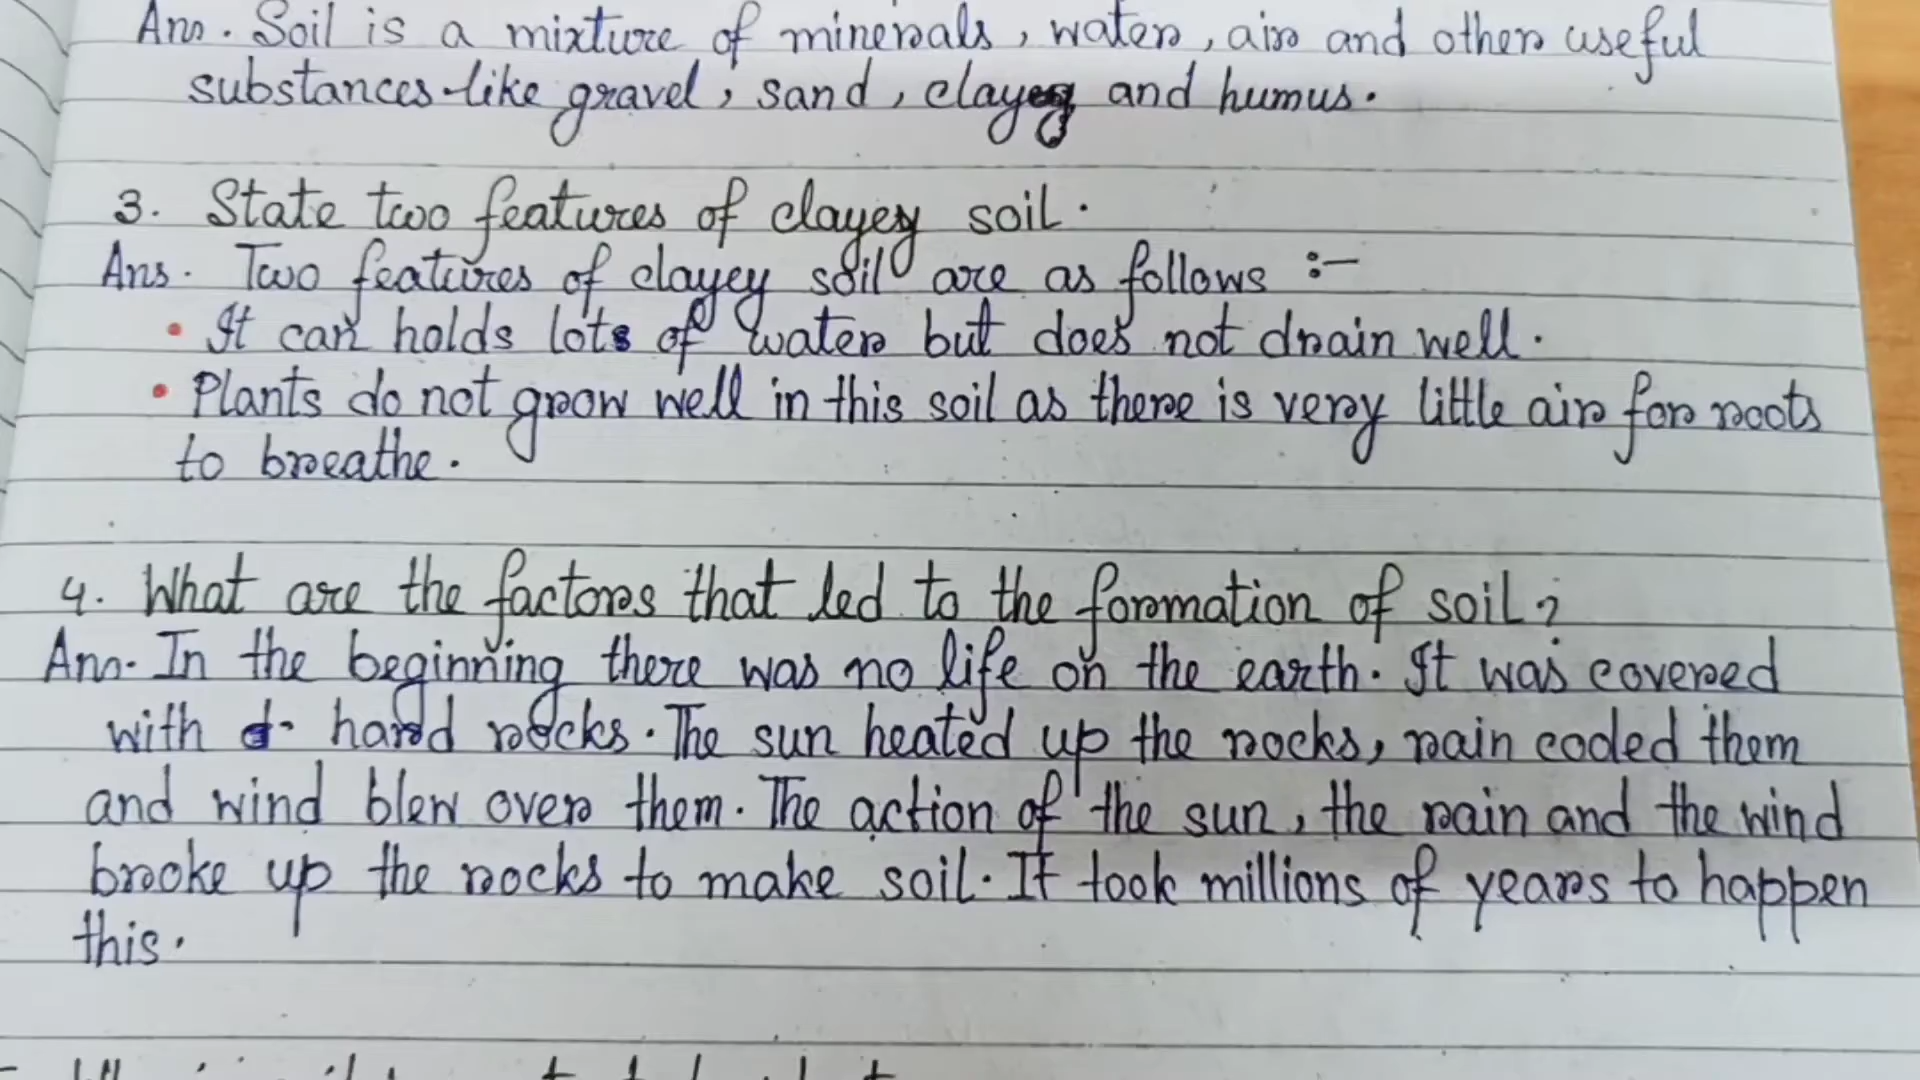 Ans. Soil is a mixture of minerals, water, air and other useful
substances like gravel, sand, clayey and humus.
3. State two features of clayey soil.
Ans. Two features of clayey soil are as follows :-
• It can holds lots of water but does not drain well.
• Plants do not grow well in this soil as there is very little air for roots
to breathe.
4. What are the factors that led to the formation of soil?
Ans. In the beginning there was no life on the earth. It was covered
with hard rocks. The sun heated up the rocks, rain cooled them
and wind blew over them. The action of the sun, the rain and the wind
broke up the rocks to make soil. It took millions of years to happen
this.